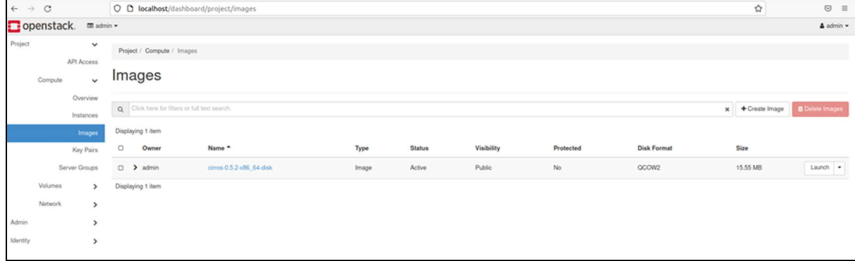 localhost/dashboard/project/images
openstack. admin
admin
Project
API Access
Compute
Overview
Instances
Images
Key Pairs
Server Groups
Volumes
Network
Admin
Identity
Project / Compute / Images
Images
Click here for filters or full text search.
+Create Image
Delete Images
Displaying 1 item
Owner Name Type Status Visibility Protected Disk Format Size
admin cirros-0.5.2-x86_64-disk Image Active Public No QCOW2 15.55 MB Launch
Displaying 1 item